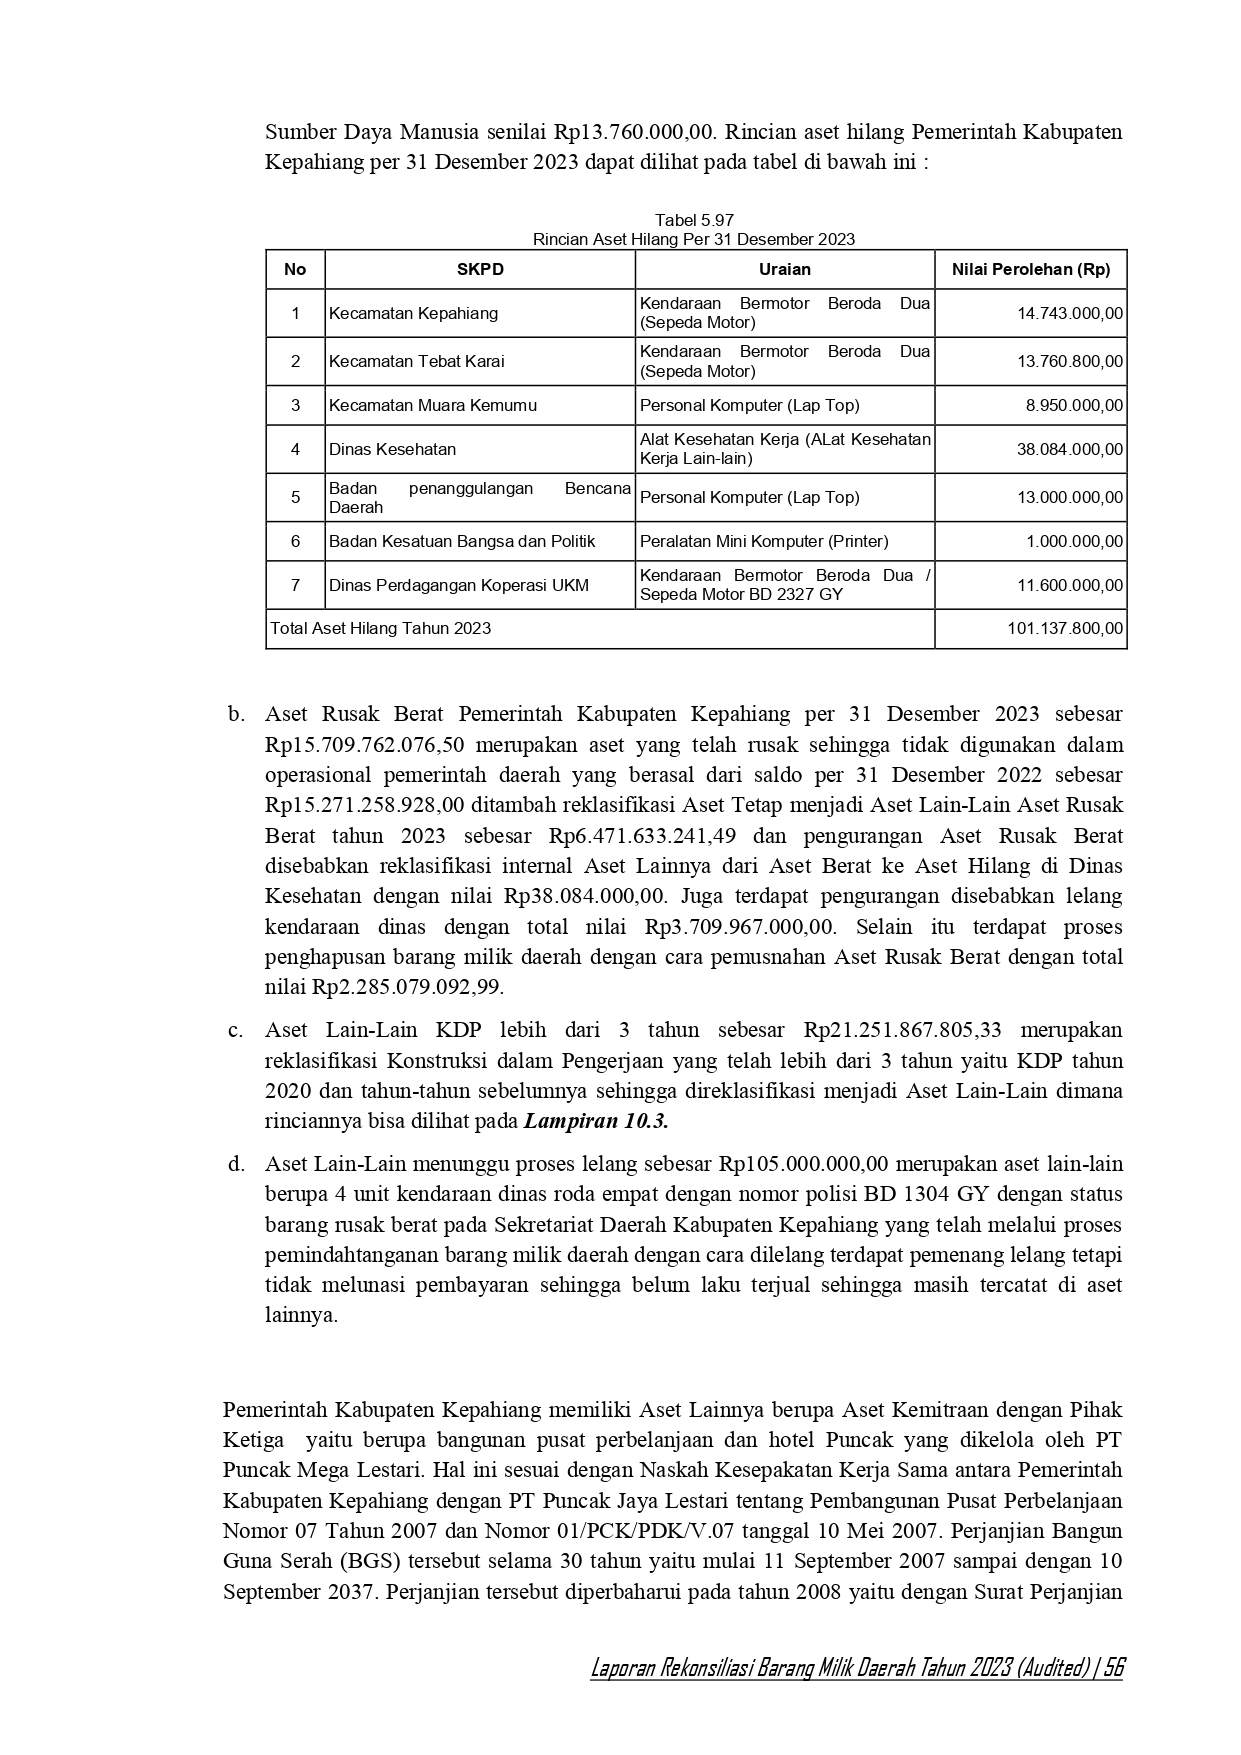 Sumber Daya Manusia senilai Rp13.760.000,00. Rincian aset hilang Pemerintah Kabupaten
Kepahiang per 31 Desember 2023 dapat dilihat pada tabel di bawah ini :
Tabel 5.97
Rincian Aset Hilang Per 31 Desember 2023
No SKPD Uraian Nilai Perolehan (Rp)
1 Kecamatan Kepahiang Kendaraan Bermotor Beroda Dua
(Sepeda Motor) 14.743.000,00
2 Kecamatan Tebat Karai Kendaraan Bermotor Beroda Dua
(Sepeda Motor) 13.760.800,00
3 Kecamatan Muara Kemumu Personal Komputer (Lap Top) 8.950.000,00
4 Dinas Kesehatan Alat Kesehatan Kerja (ALat Kesehatan
Kerja Lain-lain) 38.084.000,00
5 Badan penanggulangan Bencana
Daerah Personal Komputer (Lap Top) 13.000.000,00
6 Badan Kesatuan Bangsa dan Politik Peralatan Mini Komputer (Printer) 1.000.000,00
7 Dinas Perdagangan Koperasi UKM Kendaraan Bermotor Beroda Dua /
Sepeda Motor BD 2327 GY 11.600.000,00
Total Aset Hilang Tahun 2023 101.137.800,00
b. Aset Rusak Berat Pemerintah Kabupaten Kepahiang per 31 Desember 2023 sebesar
Rp15.709.762.076,50 merupakan aset yang telah rusak sehingga tidak digunakan dalam
operasional pemerintah daerah yang berasal dari saldo per 31 Desember 2022 sebesar
Rp15.271.258.928,00 ditambah reklasifikasi Aset Tetap menjadi Aset Lain-Lain Aset Rusak
Berat tahun 2023 sebesar Rp6.471.633.241,49 dan pengurangan Aset Rusak Berat
disebabkan reklasifikasi internal Aset Lainnya dari Aset Berat ke Aset Hilang di Dinas
Kesehatan dengan nilai Rp38.084.000,00. Juga terdapat pengurangan disebabkan lelang
kendaraan dinas dengan total nilai Rp3.709.967.000,00. Selain itu terdapat proses
penghapusan barang milik daerah dengan cara pemusnahan Aset Rusak Berat dengan total
nilai Rp2.285.079.092,99.
c. Aset Lain-Lain KDP lebih dari 3 tahun sebesar Rp21.251.867.805,33 merupakan
reklasifikasi Konstruksi dalam Pengerjaan yang telah lebih dari 3 tahun yaitu KDP tahun
2020 dan tahun-tahun sebelumnya sehingga direklasifikasi menjadi Aset Lain-Lain dimana
rinciannya bisa dilihat pada Lampiran 10.3.
d. Aset Lain-Lain menunggu proses lelang sebesar Rp105.000.000,00 merupakan aset lain-lain
berupa 4 unit kendaraan dinas roda empat dengan nomor polisi BD 1304 GY dengan status
barang rusak berat pada Sekretariat Daerah Kabupaten Kepahiang yang telah melalui proses
pemindahtanganan barang milik daerah dengan cara dilelang terdapat pemenang lelang tetapi
tidak melunasi pembayaran sehingga belum laku terjual sehingga masih tercatat di aset
lainnya.
Pemerintah Kabupaten Kepahiang memiliki Aset Lainnya berupa Aset Kemitraan dengan Pihak
Ketiga yaitu berupa bangunan pusat perbelanjaan dan hotel Puncak yang dikelola oleh PT
Puncak Mega Lestari. Hal ini sesuai dengan Naskah Kesepakatan Kerja Sama antara Pemerintah
Kabupaten Kepahiang dengan PT Puncak Jaya Lestari tentang Pembangunan Pusat Perbelanjaan
Nomor 07 Tahun 2007 dan Nomor 01/PCK/PDK/V.07 tanggal 10 Mei 2007. Perjanjian Bangun
Guna Serah (BGS) tersebut selama 30 tahun yaitu mulai 11 September 2007 sampai dengan 10
September 2037. Perjanjian tersebut diperbaharui pada tahun 2008 yaitu dengan Surat Perjanjian
Laporan Rekonsiliasi Barang Milik Daerah Tahun 2023 (Audited) | 56